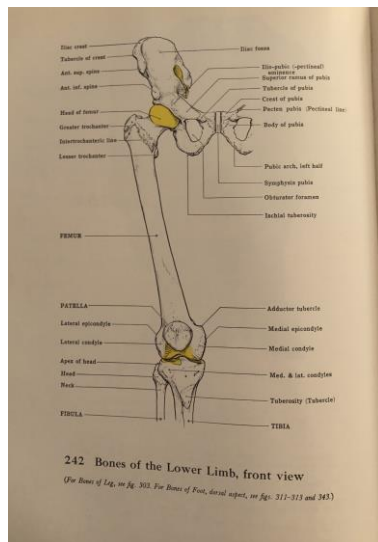 Iliac crest
Tubercle of crest
Ant. sup. spine
Ant. inf. spine
Head of femur
Greater trochanter
Intertrochanteric line
Lesser trochanter
FEMUR
PATELLA
Lateral epicondyle
Lateral condyle
Apex of head
Head
Neck
FIBULA
Iliac fossa
Ilio-pubic (-pectineal)
eminence
Superior ramus of pubis
Tubercle of pubis
Crest of pubis
Pecten pubis (Pectineal line)
Body of pubis
Pubic arch, left half
Symphysis pubis
Obturator foramen
Ischial tuberosity
Adductor tubercle
Medial epicondyle
Medial condyle
Med. & lat. condyles
Tuberosity (Tubercle)
TIBIA
242 Bones of the Lower Limb, front view
(For Bones of Leg, see fig. 303. For Bones of Foot, dorsal aspect, see figs. 311–313 and 343.)